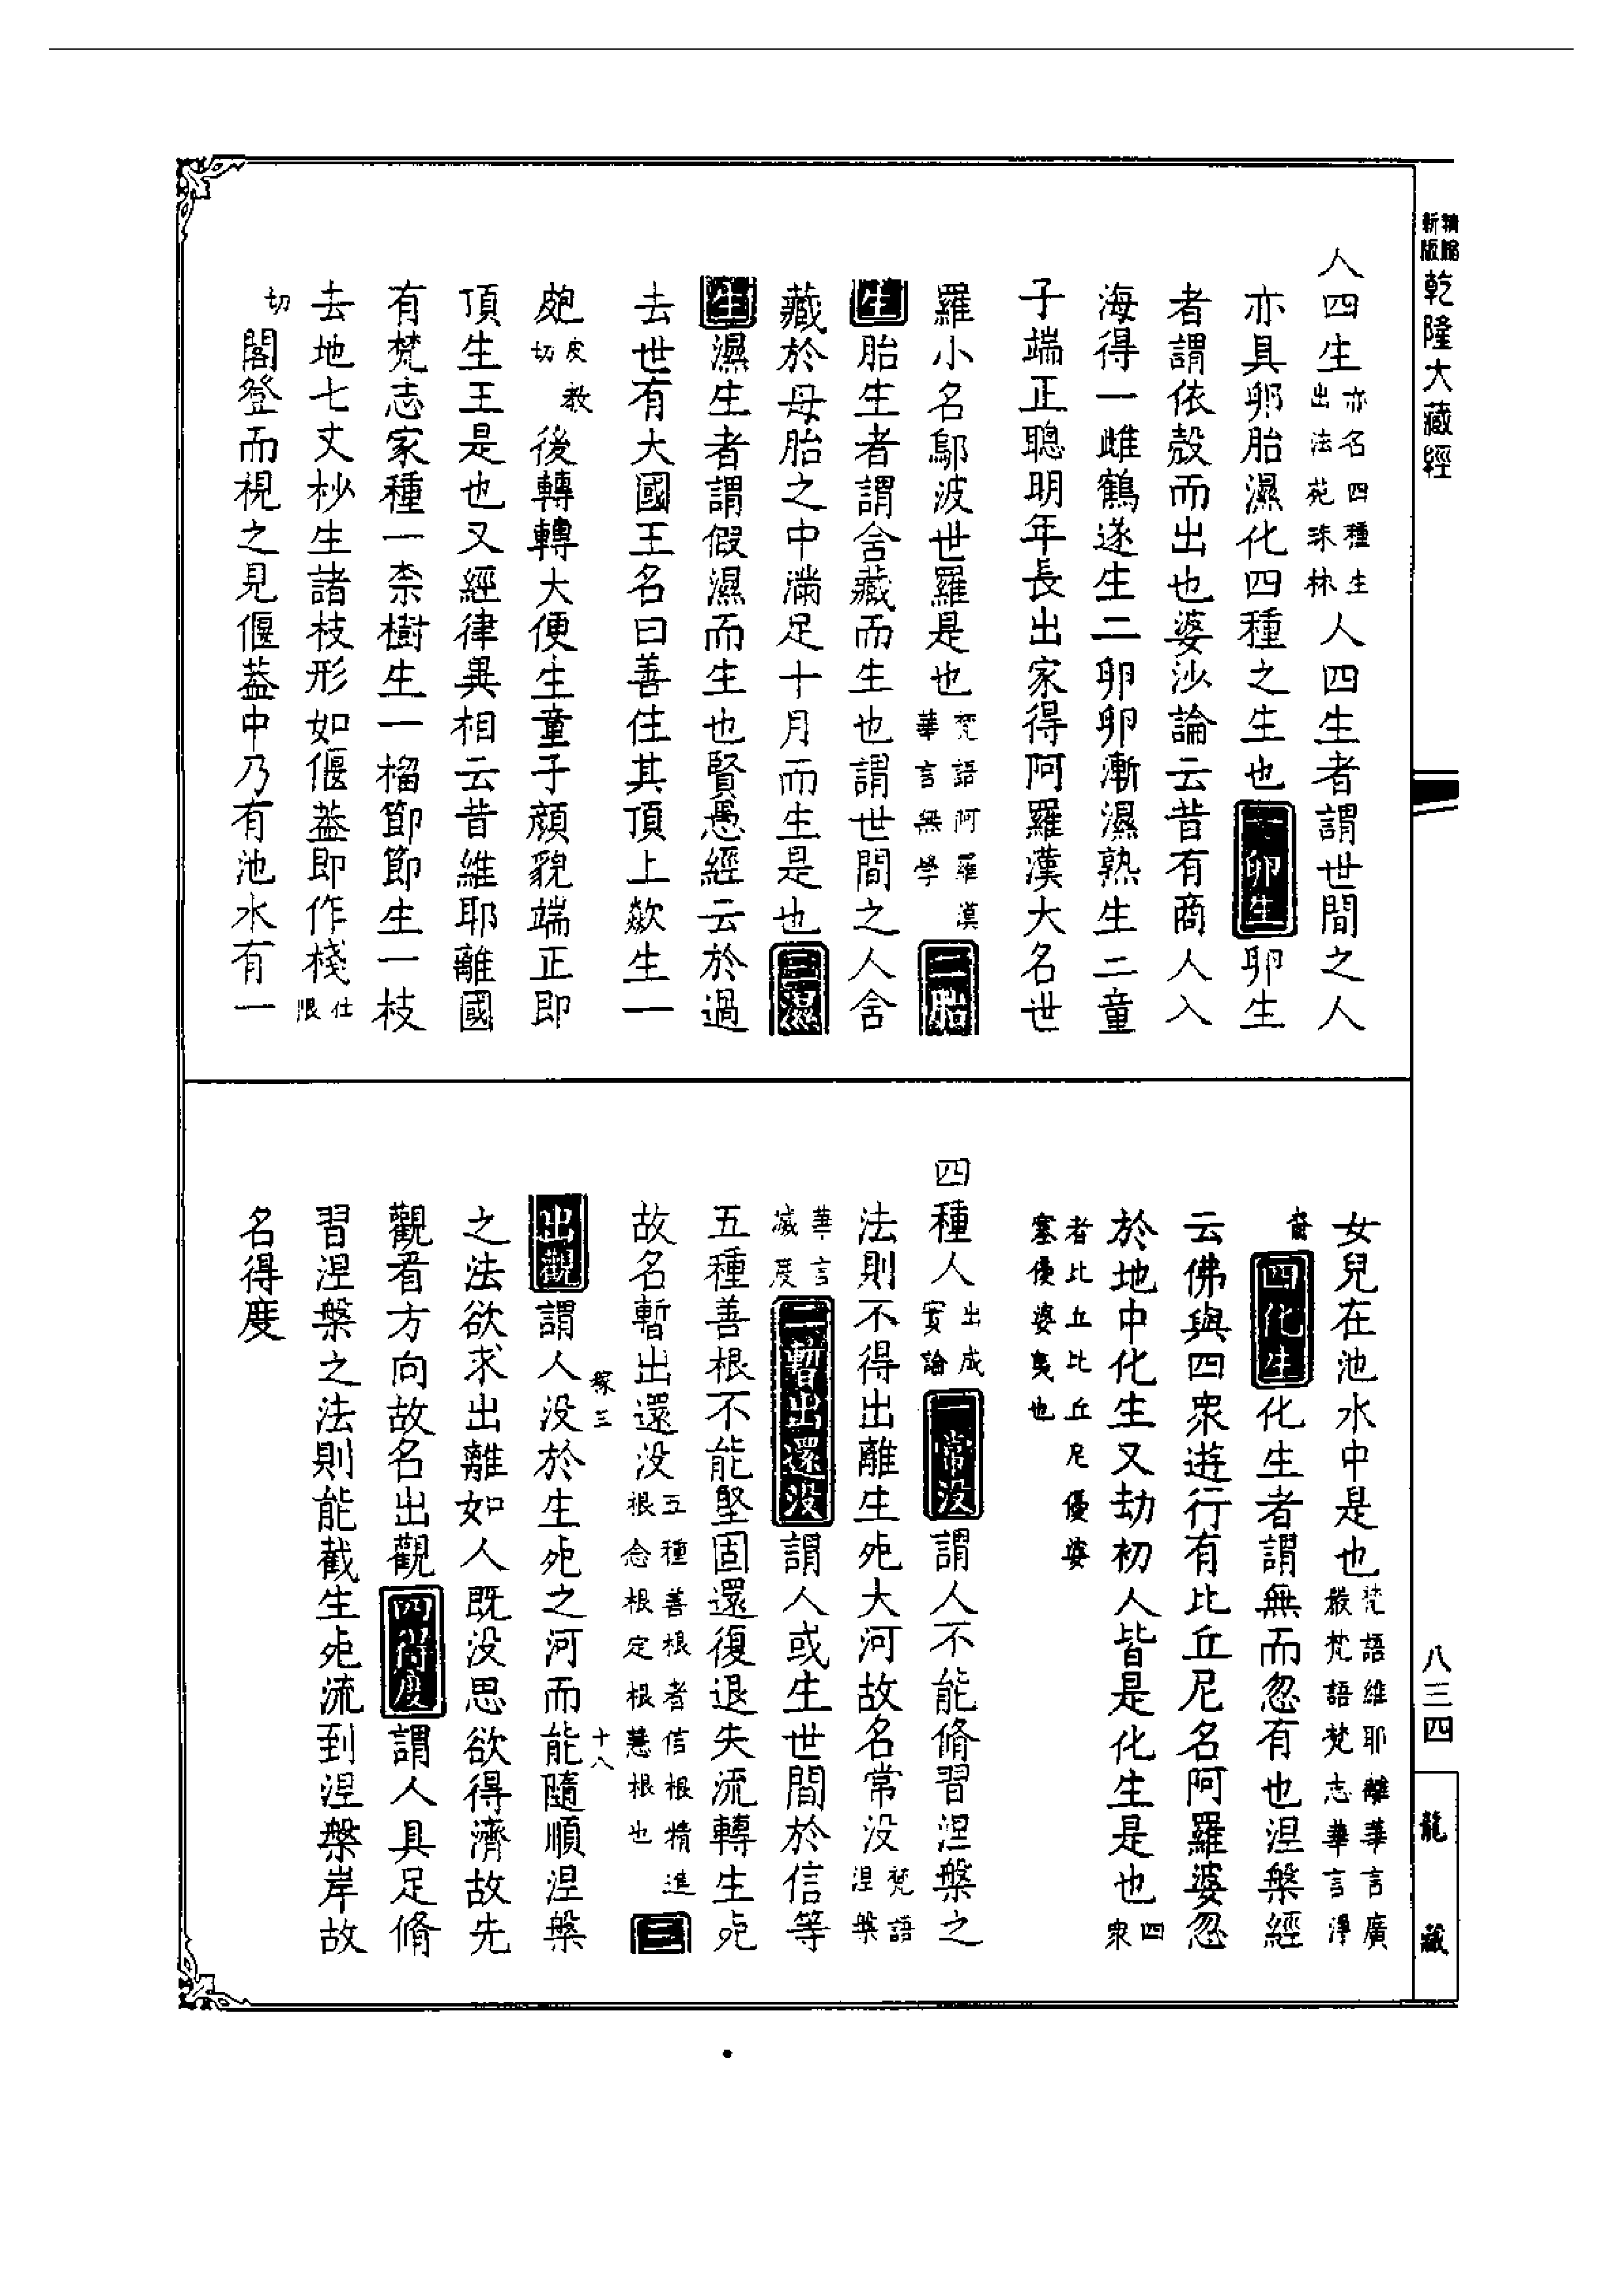 精縮新版
乾隆大藏經
人四生亦名四種生出法苑珠林人四生者謂世間之人
亦具卵胎濕化四種之生也一卵生卵生
者謂依殼而出也婆沙論云昔有商人入
海得一雌鶴遂生二卵卵漸濕熟生二童
子端正聰明年長出家得阿羅漢大名世
羅小名鄔波世羅是也梵語阿羅漢華言無學二胎
生胎生者謂含藏而生也謂世間之人含
藏於母胎之中滿足十月而生是也三濕
生濕生者謂假濕而生也賢愚經云於過
去世有大國王名曰善住其頂上歘生一
皰皮教切後轉轉大便生童子顏貌端正即
頂生王是也又經律異相云昔維耶離國
有梵志家種一柰樹生一榴節節生一枝
去地七丈杪生諸枝形如偃葢即作棧仕限
切閣登而視之見偃葢中乃有池水有一
女兒在池水中是也梵語維耶離華言廣嚴梵語梵志華言淨
裔四化生化生者謂無而忽有也涅槃經
云佛與四眾遊行有比丘尼名阿羅婆忽
於地中化生又劫初人皆是化生是也四眾
者比丘比丘尼優婆塞優婆夷也
四種人出成實論一常沒謂人不能脩習涅槃之
法則不得出離生死大河故名常沒梵語涅槃
華言滅度二暫出還沒謂人或生世間於信等
五種善根不能堅固還復退失流轉生死
故名暫出還沒五種善根者信根精進根念根定根慧根也三
出觀謂人沒於生死之河而能隨順涅槃
稼三
十八
之法欲求出離如人既沒思欲得濟故先
觀看方向故名出觀四得度謂人具足脩
習涅槃之法則能截生死流到涅槃岸故
名得度
八三四
龍藏